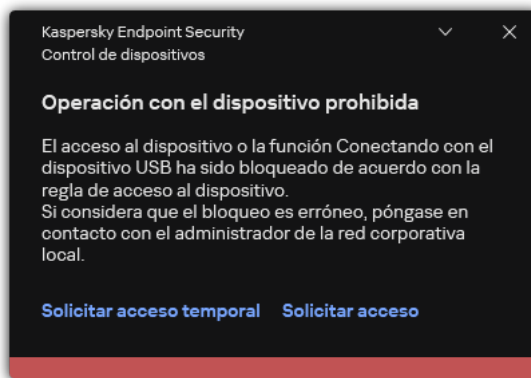 Kaspersky Endpoint Security
Control de dispositivos
Operación con el dispositivo prohibida
El acceso al dispositivo o la función Conectando con el
dispositivo USB ha sido bloqueado de acuerdo con la
regla de acceso al dispositivo.
Si considera que el bloqueo es erróneo, póngase en
contacto con el administrador de la red corporativa
local.
Solicitar acceso temporal Solicitar acceso